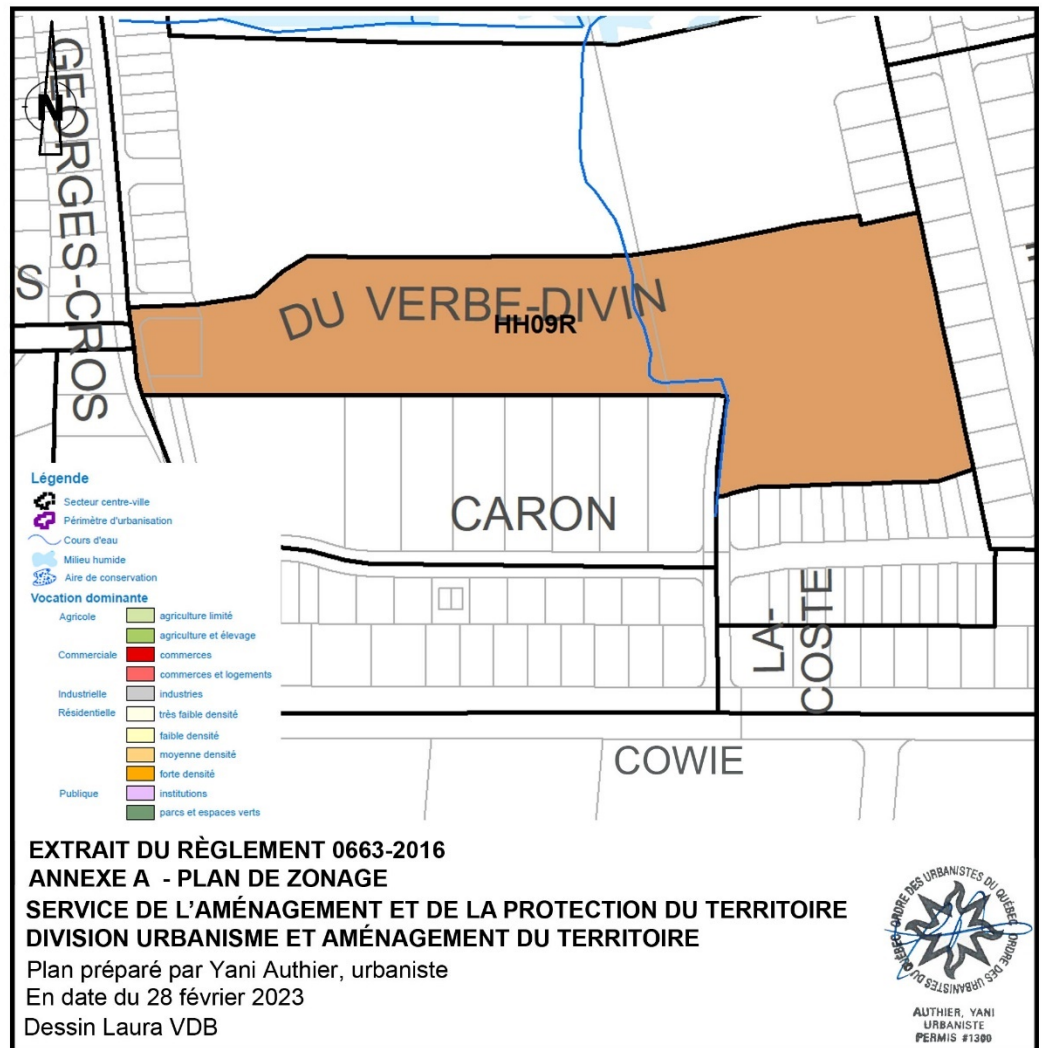 GEORGES-CROS
N
S
DU VERBE-DIVIN
HH09R
CARON
LA-
COSTE
COWIE
Légende
Secteur centre-ville
Périmètre d'urbanisation
Cours d'eau
Milieu humide
Aire de conservation
Vocation dominante
Agricole
agriculture limité
agriculture et élevage
Commerciale
commerces
commerces et logements
Industrielle
industries
Résidentielle
très faible densité
faible densité
moyenne densité
forte densité
Publique
institutions
parcs et espaces verts
EXTRAIT DU RÈGLEMENT 0663-2016
ANNEXE A - PLAN DE ZONAGE
SERVICE DE L'AMÉNAGEMENT ET DE LA PROTECTION DU TERRITOIRE
DIVISION URBANISME ET AMÉNAGEMENT DU TERRITOIRE
Plan préparé par Yani Authier, urbaniste
En date du 28 février 2023
Dessin Laura VDB
ORDRE DES URBANISTES DU QUÉBEC
ORDRE DES URBANISTES DU QUÉBEC
AUTHIER, YANI
URBANISTE
PERMIS #1300